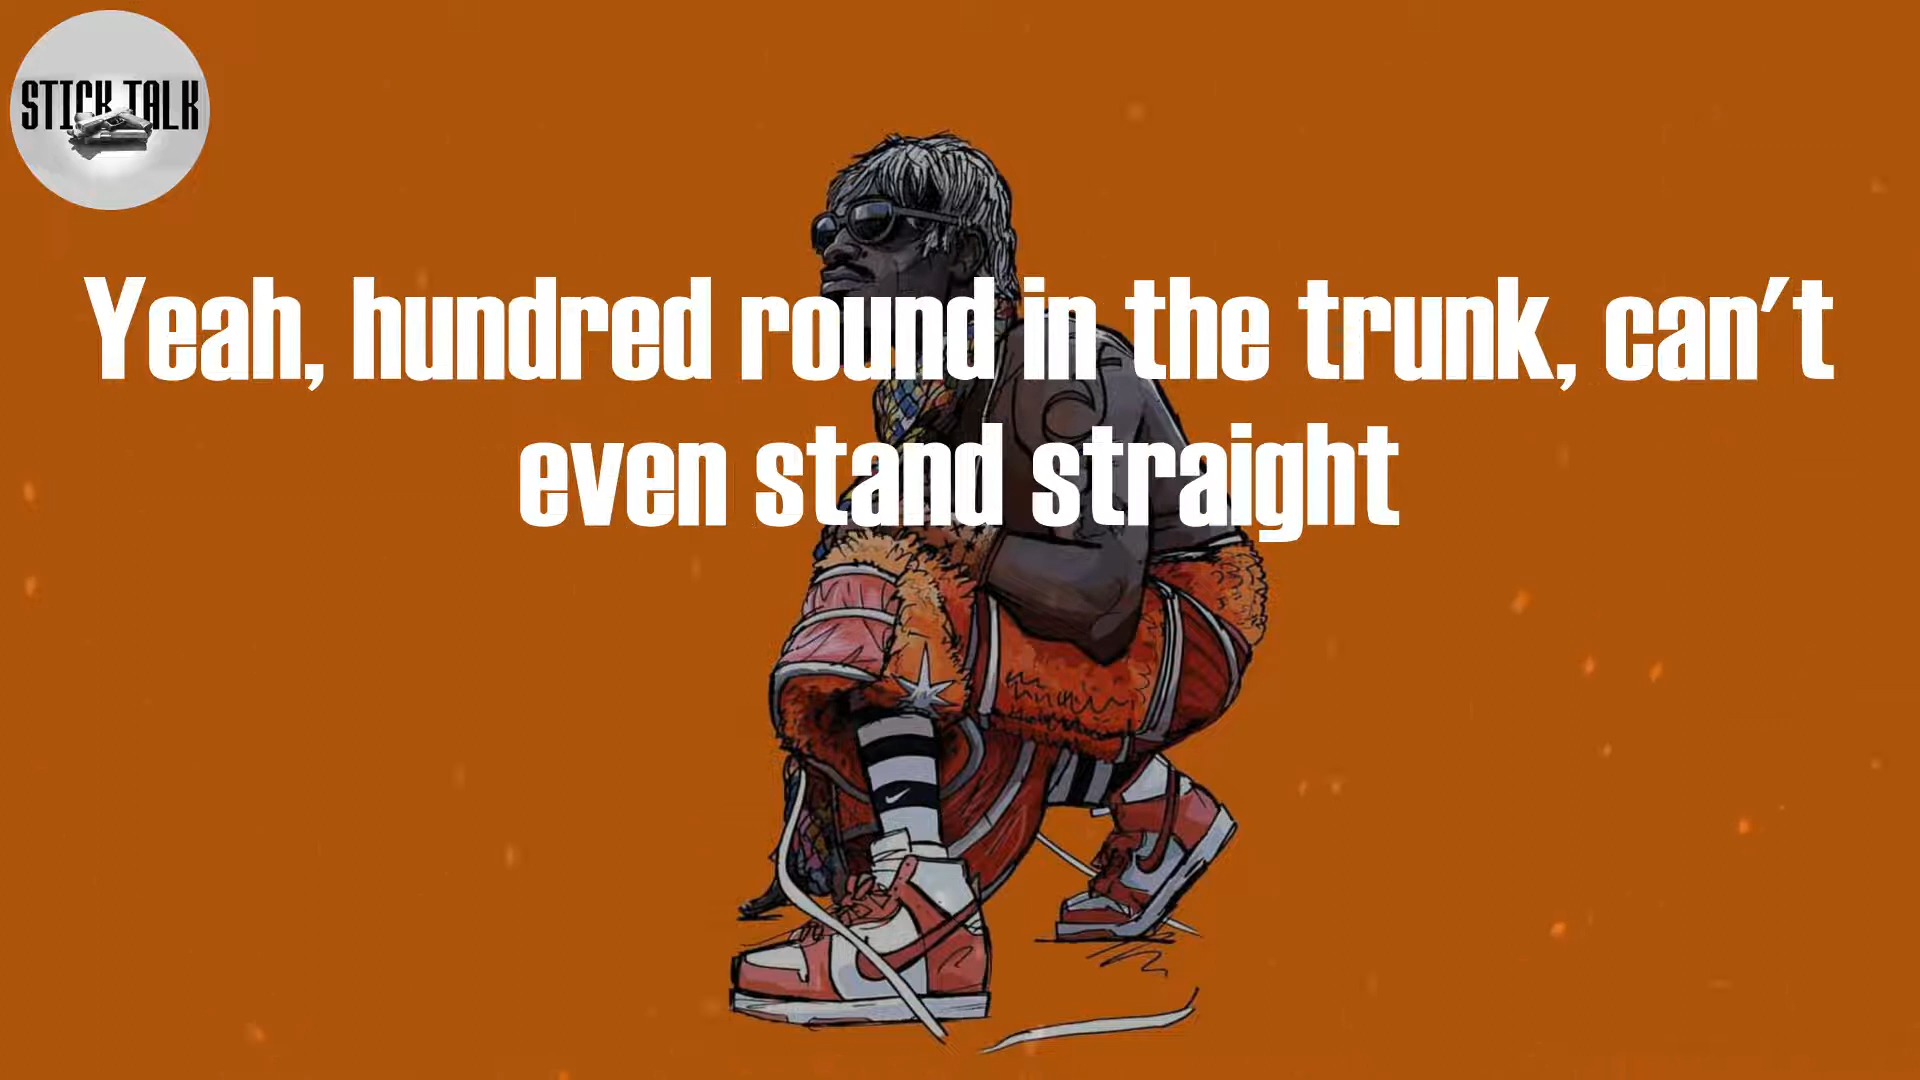 STICK TALK
Yeah, hundred round in the trunk, can't
even stand straight